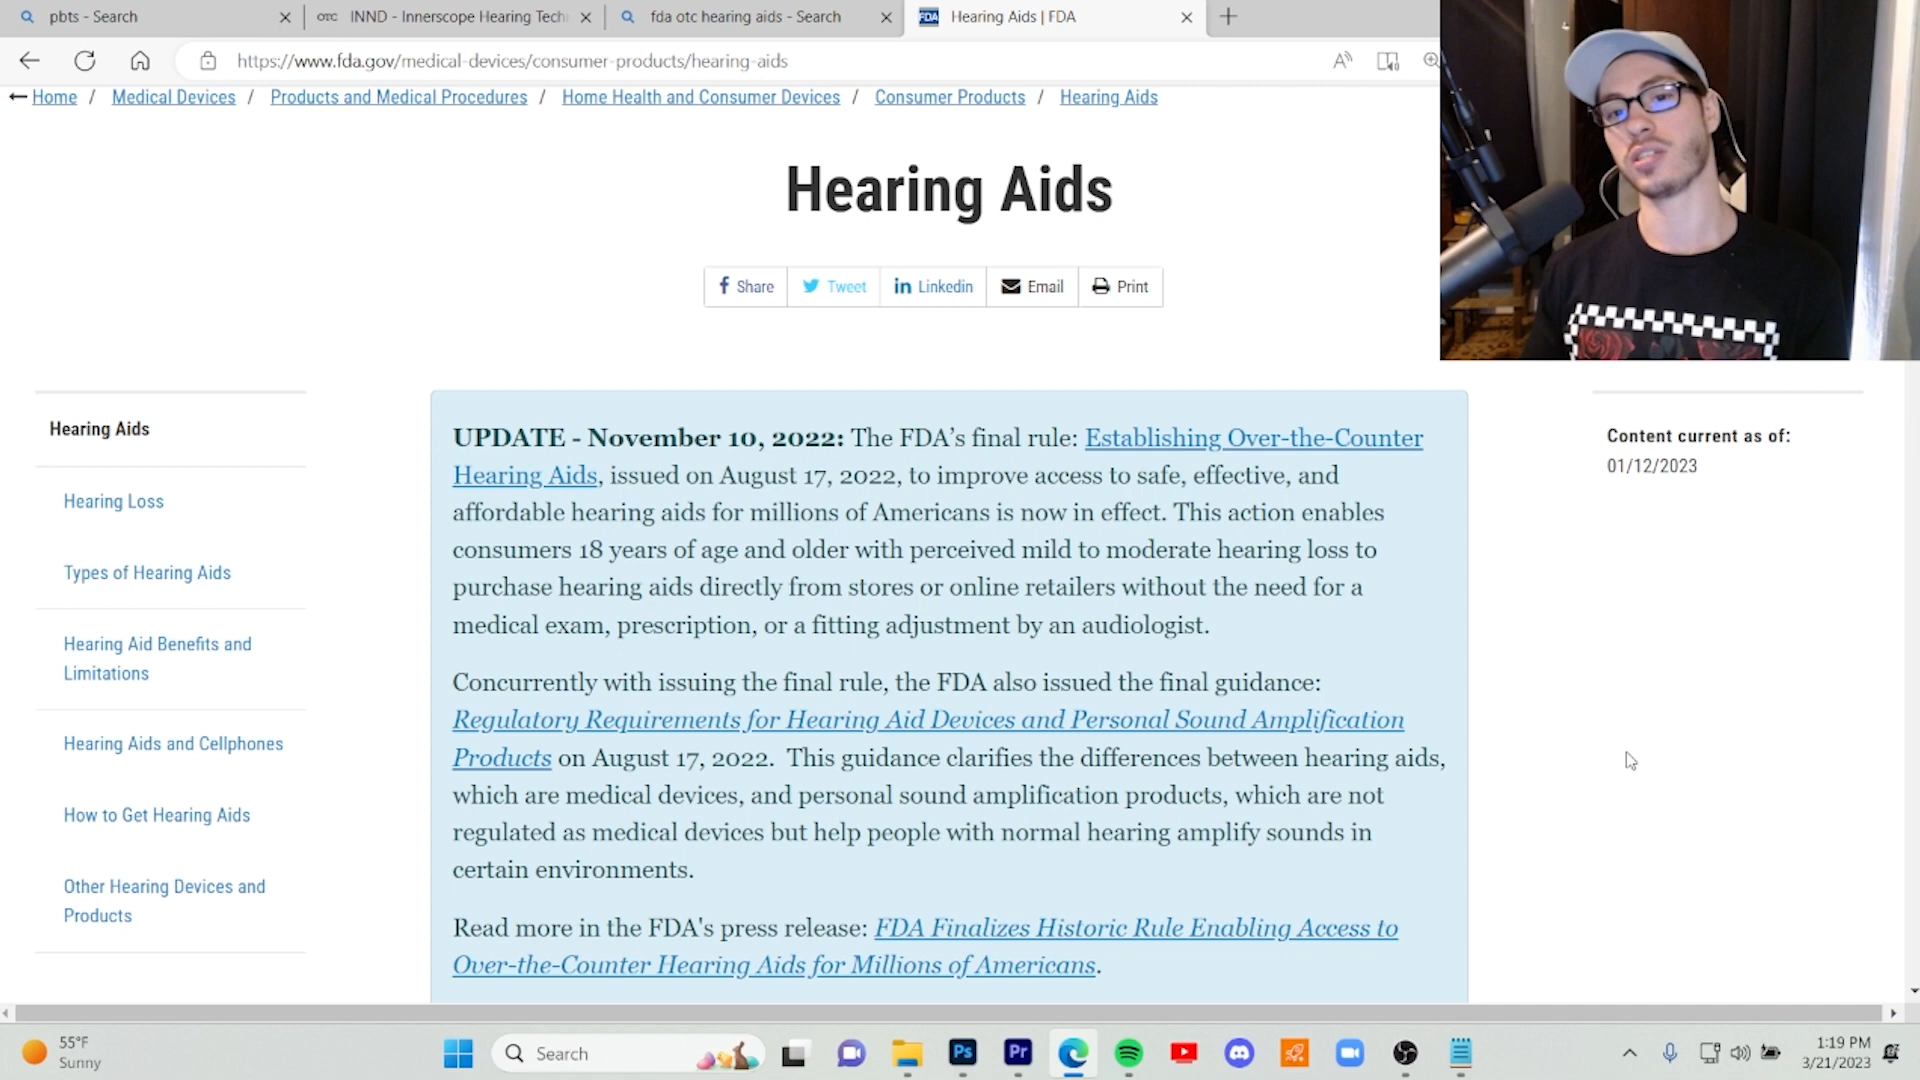 pbts - Search
OTC INND - Innerscope Hearing Tech
fda otc hearing aids - Search
FDA Hearing Aids | FDA
https://www.fda.gov/medical-devices/consumer-products/hearing-aids
Home / Medical Devices / Products and Medical Procedures / Home Health and Consumer Devices / Consumer Products / Hearing Aids
Hearing Aids
Share Tweet Linkedin Email Print
Hearing Aids
Hearing Loss
Types of Hearing Aids
Hearing Aid Benefits and
Limitations
Hearing Aids and Cellphones
How to Get Hearing Aids
Other Hearing Devices and
Products
UPDATE - November 10, 2022: The FDA’s final rule: Establishing Over-the-Counter
Hearing Aids, issued on August 17, 2022, to improve access to safe, effective, and
affordable hearing aids for millions of Americans is now in effect. This action enables
consumers 18 years of age and older with perceived mild to moderate hearing loss to
purchase hearing aids directly from stores or online retailers without the need for a
medical exam, prescription, or a fitting adjustment by an audiologist.
Concurrently with issuing the final rule, the FDA also issued the final guidance:
Regulatory Requirements for Hearing Aid Devices and Personal Sound Amplification
Products on August 17, 2022. This guidance clarifies the differences between hearing aids,
which are medical devices, and personal sound amplification products, which are not
regulated as medical devices but help people with normal hearing amplify sounds in
certain environments.
Read more in the FDA's press release: FDA Finalizes Historic Rule Enabling Access to
Over-the-Counter Hearing Aids for Millions of Americans.
Content current as of:
01/12/2023
55°F
Sunny
Search
Ps
Pr
1:19 PM
3/21/2023